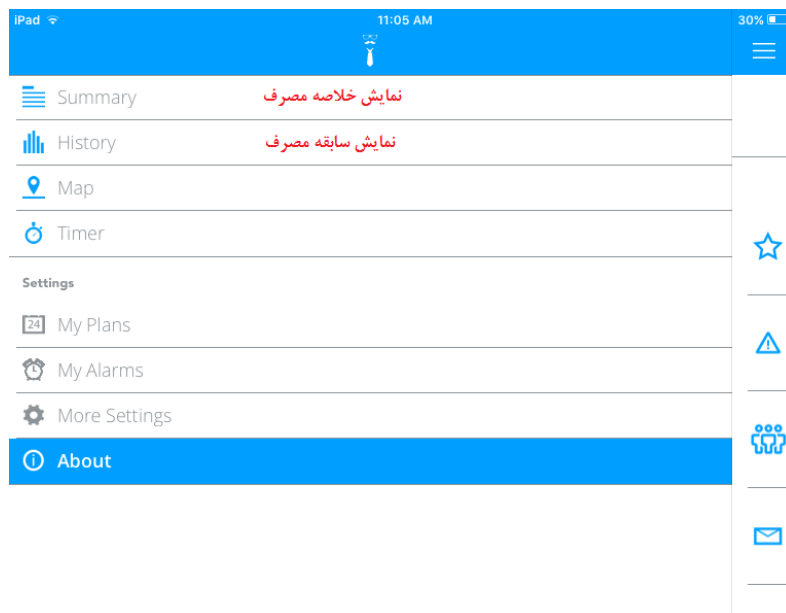 iPad 11:05 AM 30%
Summary نمایش خلاصه مصرف
History نمایش سابقه مصرف
Map
Timer
Settings
24 My Plans
My Alarms
More Settings
About